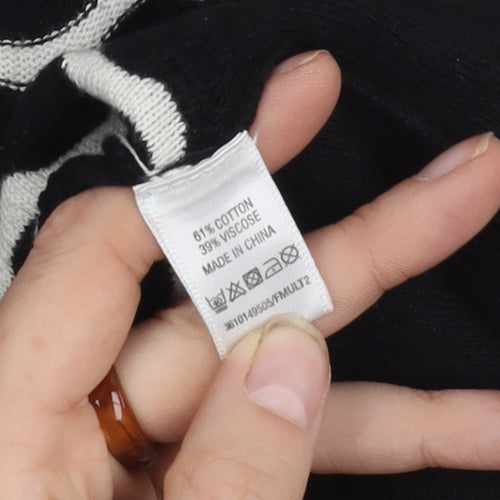 61% COTTON
39% VISCOSE
MADE IN CHINA
3610149505/FMULT2